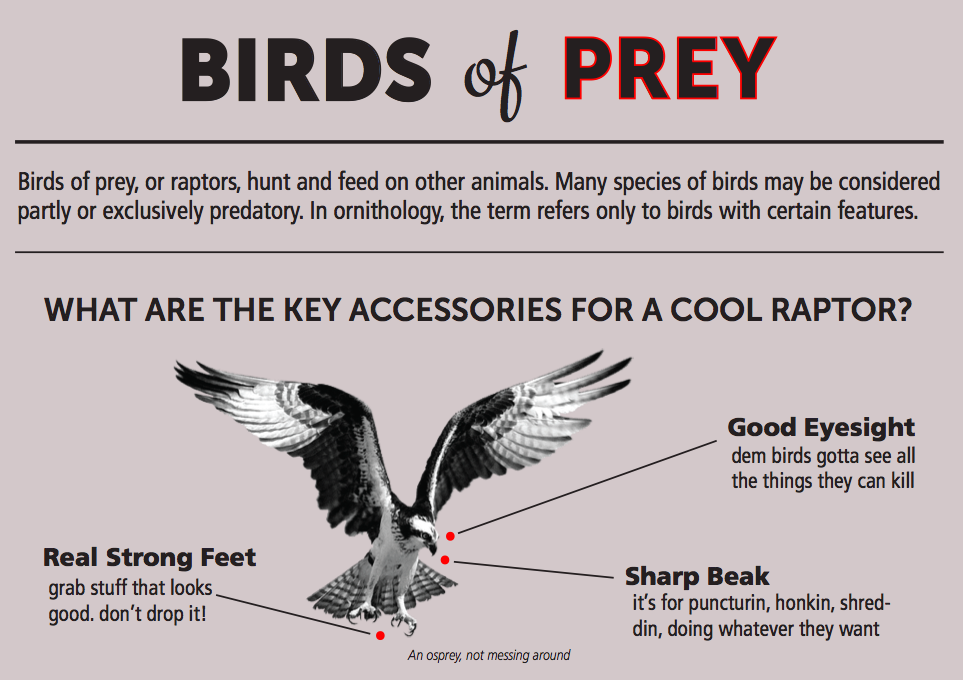 BIRDS of PREY
Birds of prey, or raptors, hunt and feed on other animals. Many species of birds may be considered
partly or exclusively predatory. In ornithology, the term refers only to birds with certain features.
WHAT ARE THE KEY ACCESSORIES FOR A COOL RAPTOR?
Good Eyesight
dem birds gotta see all
the things they can kill
Real Strong Feet
grab stuff that looks
good. don't drop it!
Sharp Beak
it's for puncturin, honkin, shred-
din, doing whatever they want
An osprey, not messing around